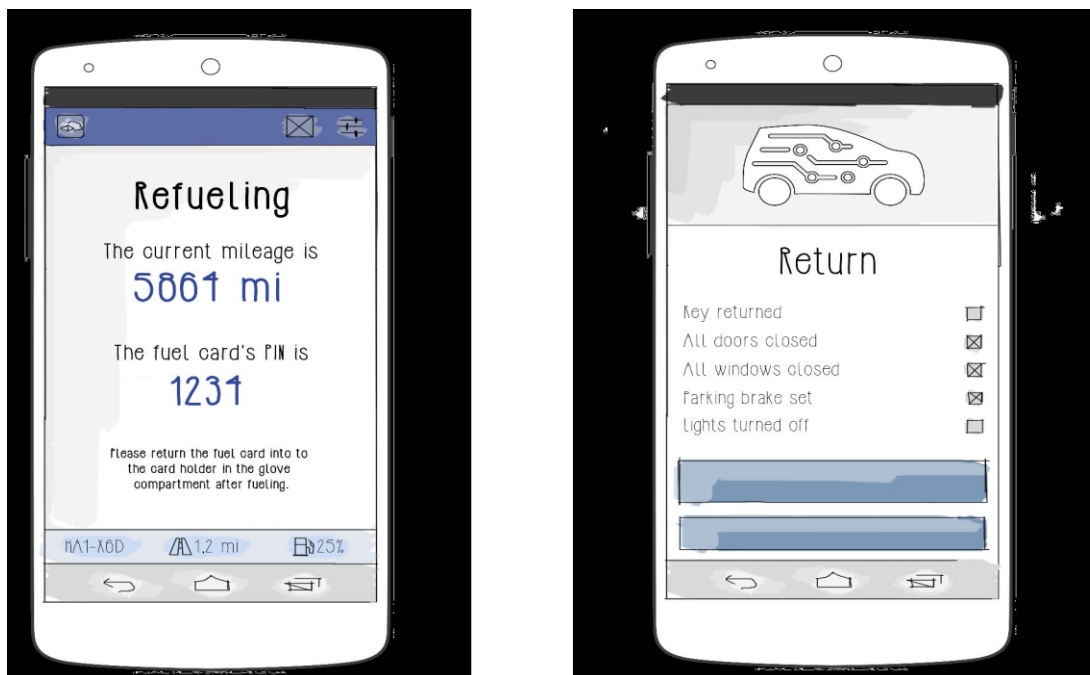 Refueling
The current mileage is
5864 mi
The fuel card's PIN is
1234
Please return the fuel card into to
the card holder in the glove
compartment after fueling.
1,2 mi
25%
Return
Key returned
All doors closed
All windows closed
Parking brake set
Lights turned off